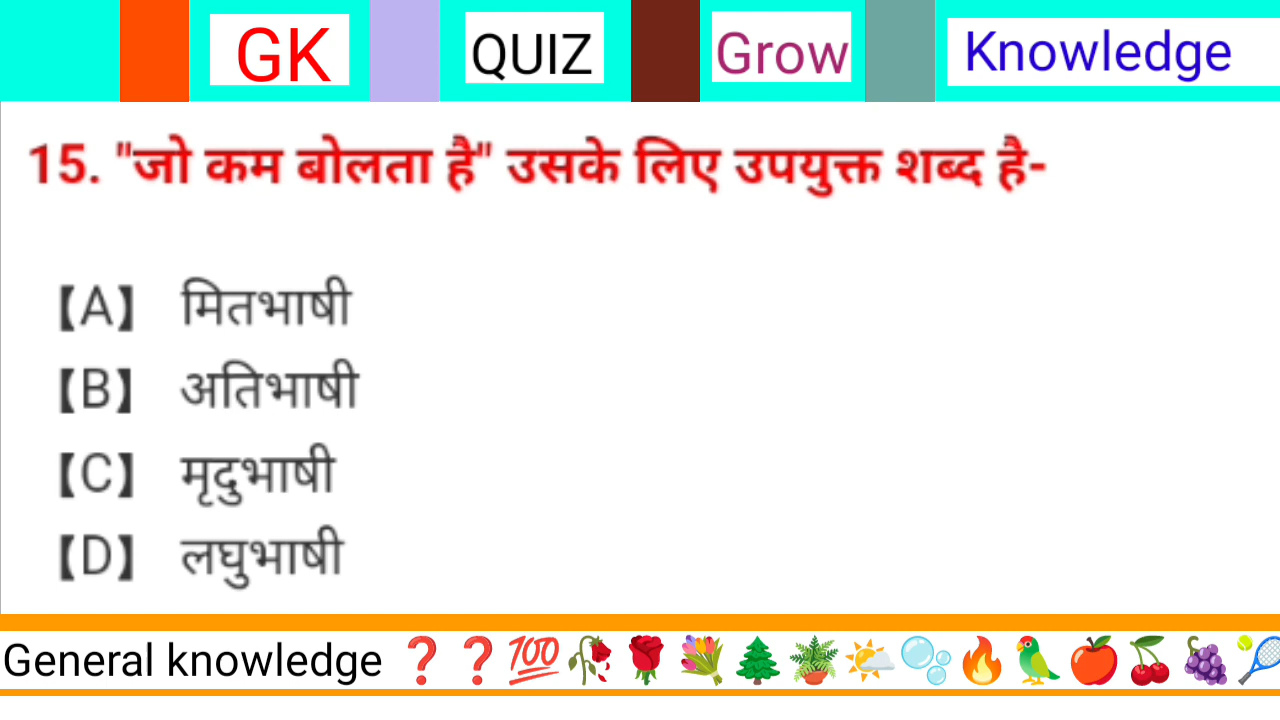 GK QUIZ Grow Knowledge
15. "जो कम बोलता है" उसके लिए उपयुक्त शब्द है-
【A】 मितभाषी
【B】 अतिभाषी
【C】 मृदुभाषी
【D】 लघुभाषी
General knowledge ❓❓💯🥀🌹💐🌲🪴🌤️🫧🔥🦜🍎🍒🍇🎾